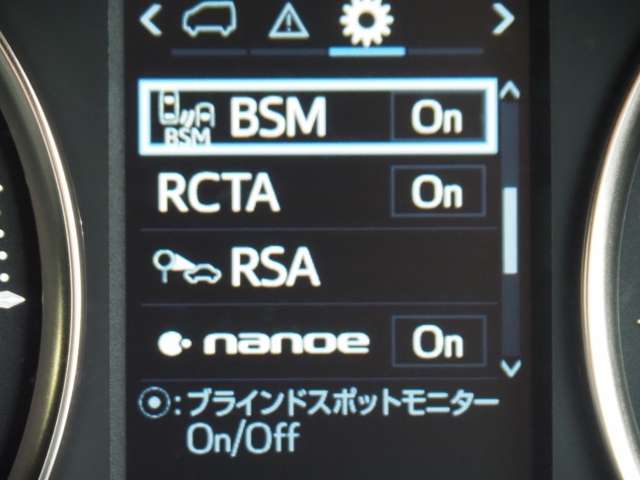 BSM BSM On
RCTA On
RSA
nanoe On
:ブラインドスポットモニター
On/Off